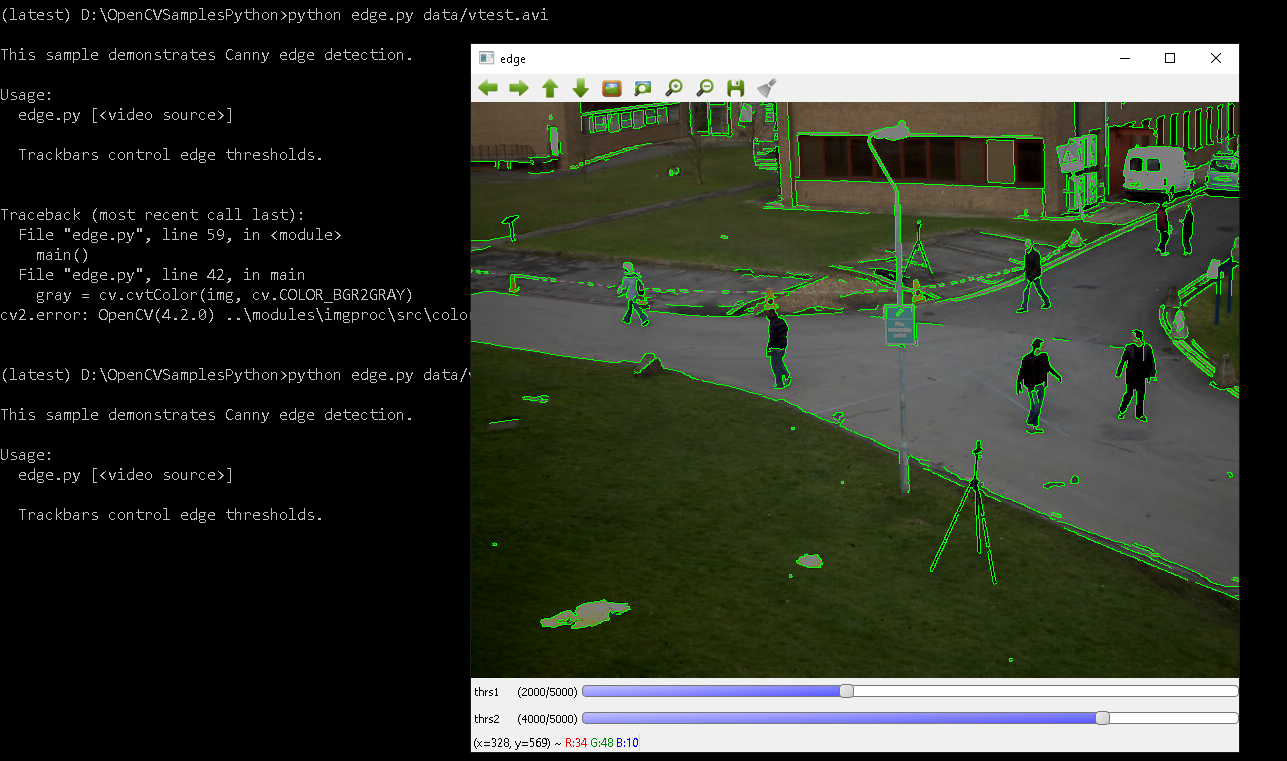 (latest) D:\OpenCVSamplesPython>python edge.py data/vtest.avi
This sample demonstrates Canny edge detection.
Usage:
edge.py [<video source>]
Trackbars control edge thresholds.
Traceback (most recent call last):
File "edge.py", line 59, in <module>
main()
File "edge.py", line 42, in main
gray = cv.cvtColor(img, cv.COLOR_BGR2GRAY)
cv2.error: OpenCV(4.2.0) ..\modules\imgproc\src\colo
(latest) D:\OpenCVSamplesPython>python edge.py data/
This sample demonstrates Canny edge detection.
Usage:
edge.py [<video source>]
Trackbars control edge thresholds.
edge
thrs1 (2000/5000)
thrs2 (4000/5000)
(x=328, y=569) ~ R:34 G:48 B:10